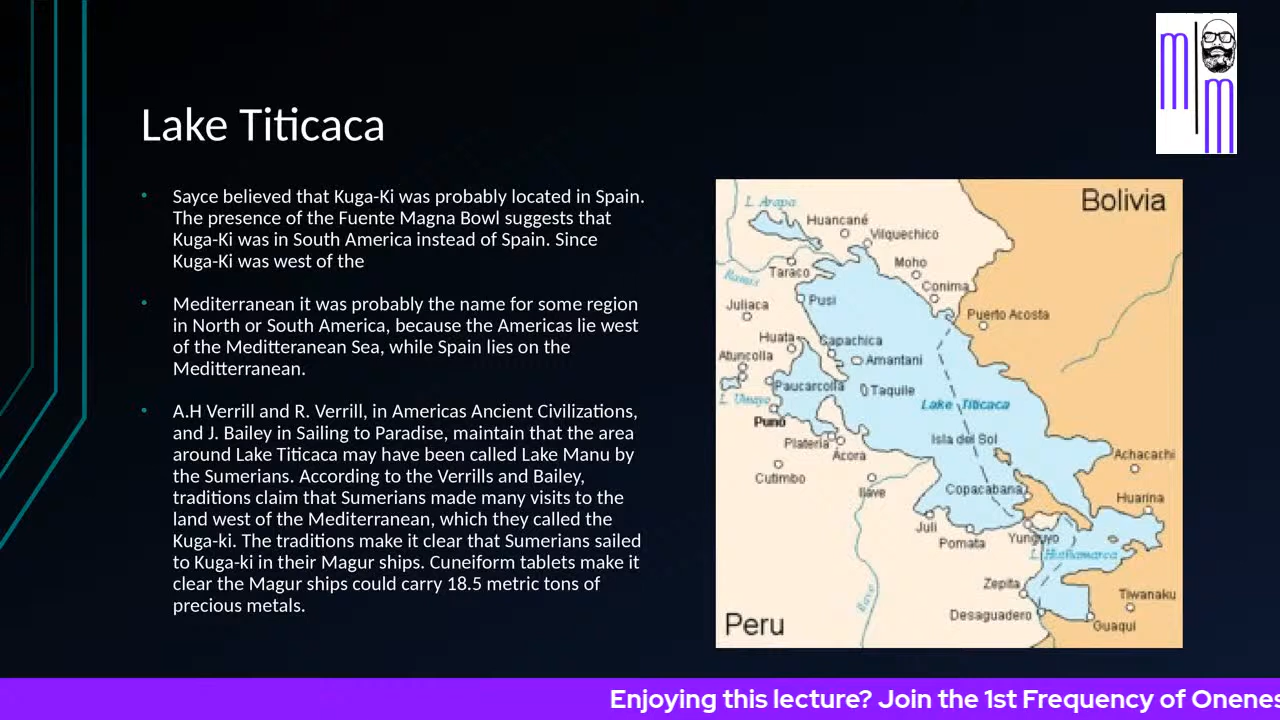 Lake Titicaca
• Sayce believed that Kuga-Ki was probably located in Spain.
The presence of the Fuente Magna Bowl suggests that
Kuga-Ki was in South America instead of Spain. Since
Kuga-Ki was west of the
• Mediterranean it was probably the name for some region
in North or South America, because the Americas lie west
of the Mediterranean Sea, while Spain lies on the
Mediterranean.
• A.H Verrill and R. Verrill, in Americas Ancient Civilizations,
and J. Bailey in Sailing to Paradise, maintain that the area
around Lake Titicaca may have been called Lake Manu by
the Sumerians. According to the Verrills and Bailey,
traditions claim that Sumerians made many visits to the
land west of the Mediterranean, which they called the
Kuga-ki. The traditions make it clear that Sumerians sailed
to Kuga-ki in their Magur ships. Cuneiform tablets make it
clear the Magur ships could carry 18.5 metric tons of
precious metals.
m
m
Bolivia
L. Arapa
Huancané
Vilquechico
Moho
Taraco
Ramis
Conima
Pusi
Juliaca
Puerto Acosta
Huata
Capachica
Atuncolla
Amantani
Paucarcolla
Taquile
L. Umayo
Lake Titicaca
Puno
Plateria
Isla del Sol
Acora
Achacachi
Cutimbo
Ilave
Copacabana
Huarina
Juli
Pomata
Yunguyo
L. Huiñamarca
Zepita
Tiwanaku
Desaguadero
Guaqui
Peru
Enjoying this lecture? Join the 1st Frequency of Onenes